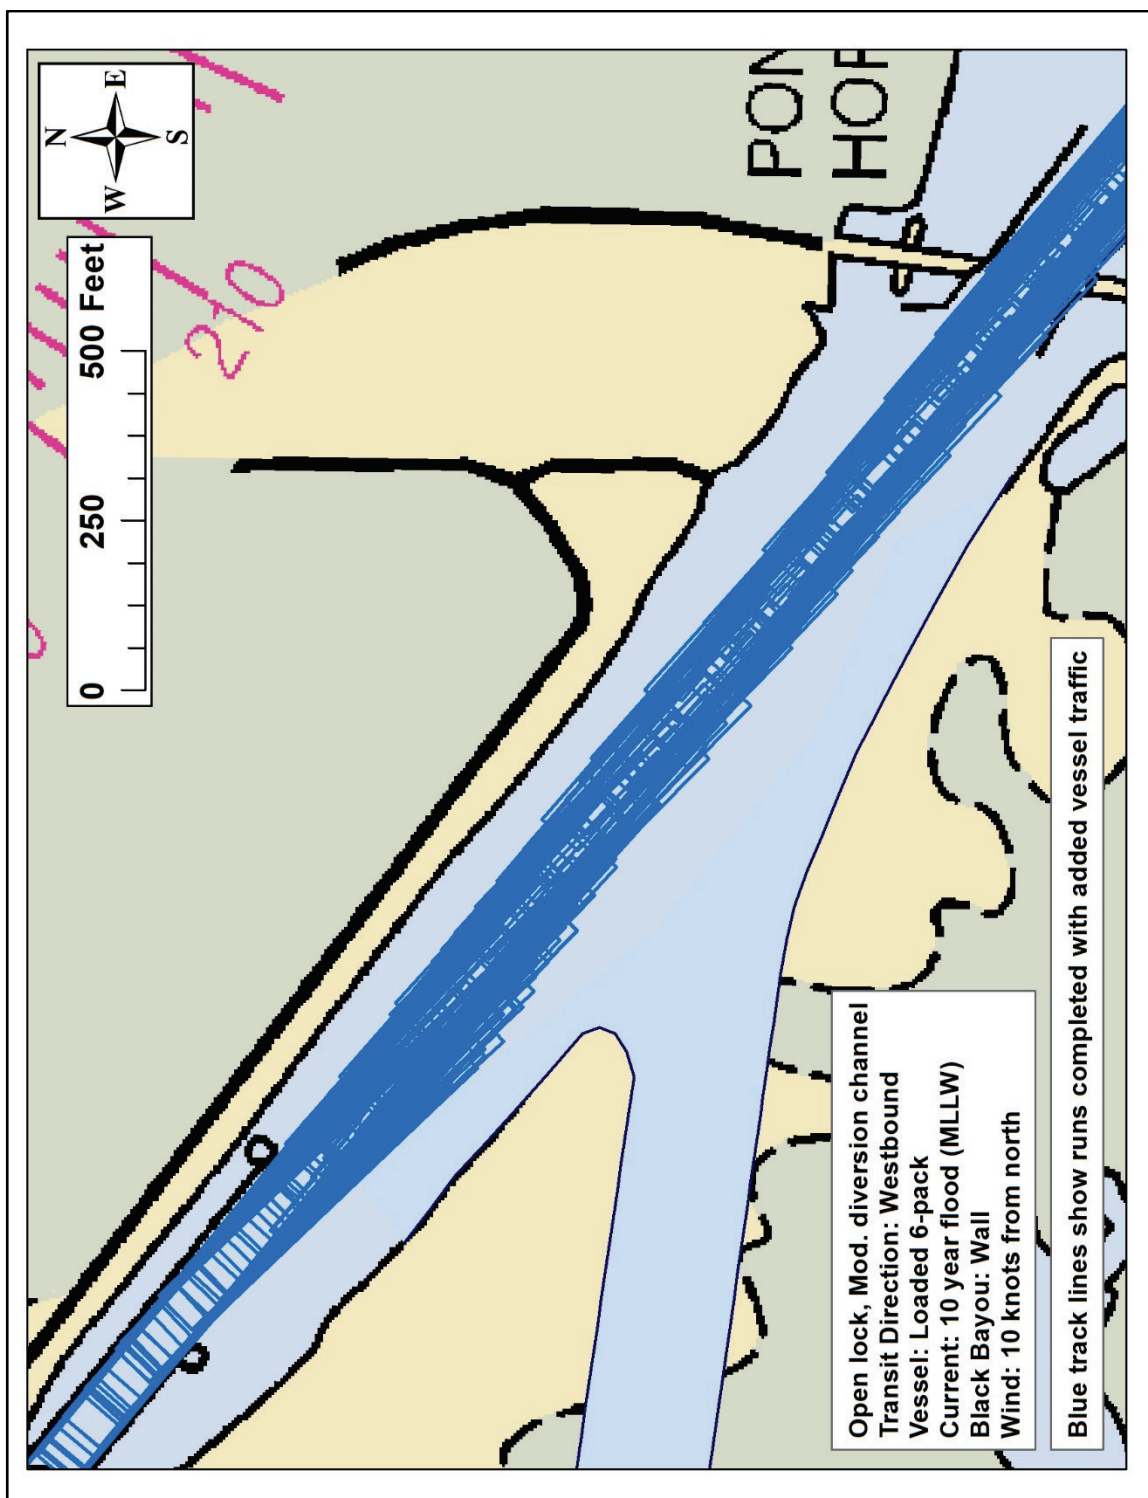 N
W E
S
0 250 500 Feet
210
PON
HOR
Open lock, Mod. diversion channel
Transit Direction: Westbound
Vessel: Loaded 6-pack
Current: 10 year flood (MLLW)
Black Bayou: Wall
Wind: 10 knots from north
Blue track lines show runs completed with added vessel traffic